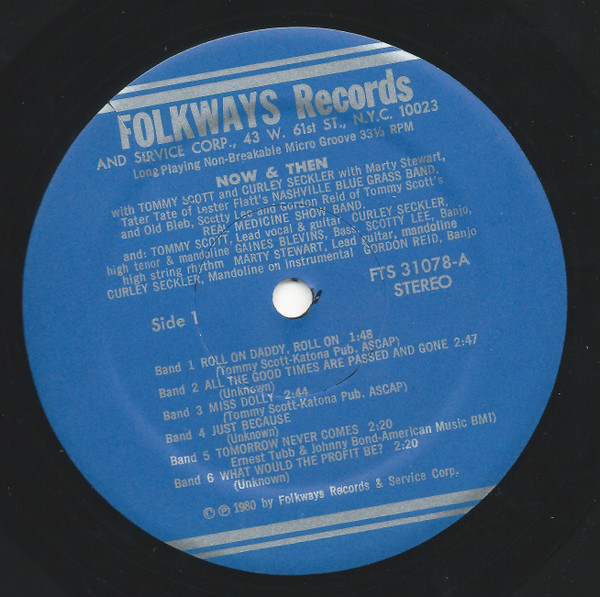 FOLKWAYS Records
AND SERVICE CORP., 43 W. 61st ST., N.Y.C. 10023
Long Playing Non-Breakable Micro Groove 33⅓ RPM
NOW & THEN
with TOMMY SCOTT and CURLEY SECKLER with Marty Stewart,
Tater Tate of Lester Flatt's NASHVILLE BLUE GRASS BAND,
and Old Bleb, Scotty Lee and Gordon Reid of Tommy Scott's
REAL MEDICINE SHOW BAND.
and: TOMMY SCOTT, Lead vocal & guitar CURLEY SECKLER,
high tenor & mandoline GAINES BLEVINS, Bass, SCOTTY LEE, Banjo,
high string rhythm MARTY STEWART, Lead guitar, mandoline
CURLEY SECKER, Mandoline on instrumental GORDON REID, Banjo
FTS 31078-A
STEREO
Side 1
Band 1 ROLL ON DADDY, ROLL ON 1:48
(Tommy Scott-Katona Pub. ASCAP)
Band 2 ALL THE GOOD TIMES ARE PASSED AND GONE 2:47
(Unknown)
Band 3 MISS DOLLY 2:44
(Tommy Scott-Katona Pub. ASCAP)
Band 4 JUST BECAUSE
(Unknown)
Band 5 TOMORROW NEVER COMES 2:20
Ernest Tubb & Johnny Bond-American Music BMI)
Band 6 WHAT WOULD THE PROFIT BE? 2:20
(Unknown)
© ℗ 1980 by Folkways Records & Service Corp.